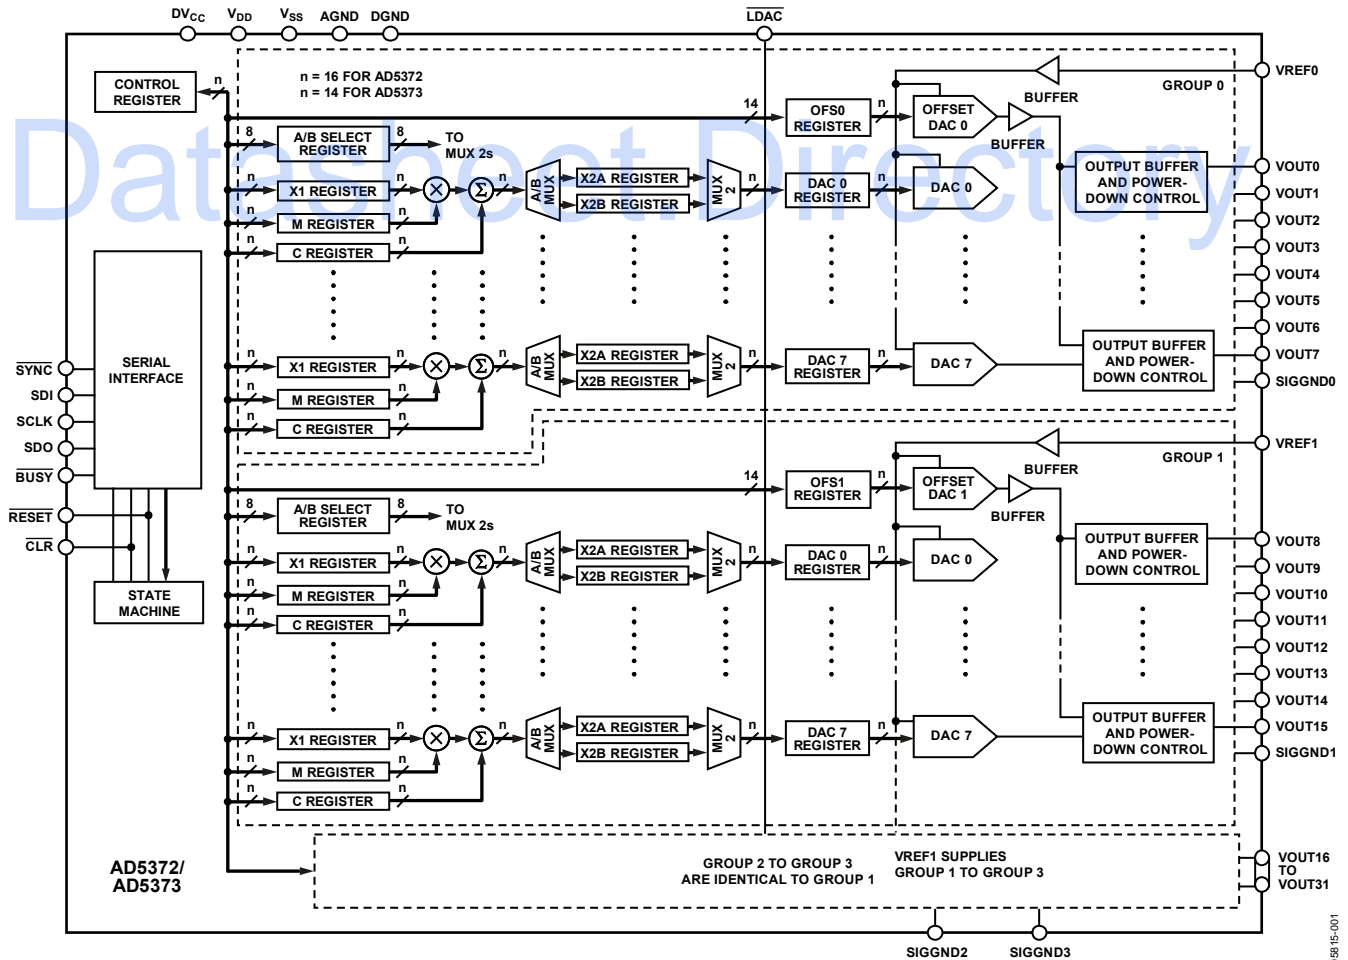 DVCC VDD VSS AGND DGND LDAC
CONTROL
REGISTER
n
n = 16 FOR AD5372
n = 14 FOR AD5373
VREF0
GROUP 0
BUFFER
14
OFS0
REGISTER
n
OFFSET
DAC 0
BUFFER
8
A/B SELECT
REGISTER
8
TO
MUX 2s
n
X1 REGISTER
n
n
M REGISTER
n
n
C REGISTER
n
×
Σ
n
A/B
MUX
X2A REGISTER
X2B REGISTER
MUX
2
n
DAC 0
REGISTER
n
DAC 0
OUTPUT BUFFER
AND POWER-
DOWN CONTROL
VOUT0
VOUT1
VOUT2
VOUT3
VOUT4
VOUT5
VOUT6
VOUT7
SIGGND0
n
X1 REGISTER
n
n
M REGISTER
n
n
C REGISTER
n
×
Σ
n
A/B
MUX
X2A REGISTER
X2B REGISTER
MUX
2
n
DAC 7
REGISTER
n
DAC 7
OUTPUT BUFFER
AND POWER-
DOWN CONTROL
SERIAL
INTERFACE
SYNC
SDI
SCLK
SDO
BUSY
RESET
CLR
STATE
MACHINE
VREF1
GROUP 1
BUFFER
14
OFS1
REGISTER
n
OFFSET
DAC 1
BUFFER
8
A/B SELECT
REGISTER
8
TO
MUX 2s
n
X1 REGISTER
n
n
M REGISTER
n
n
C REGISTER
n
×
Σ
n
A/B
MUX
X2A REGISTER
X2B REGISTER
MUX
2
n
DAC 0
REGISTER
n
DAC 0
OUTPUT BUFFER
AND POWER-
DOWN CONTROL
VOUT8
VOUT9
VOUT10
VOUT11
VOUT12
VOUT13
VOUT14
VOUT15
SIGGND1
n
X1 REGISTER
n
n
M REGISTER
n
n
C REGISTER
n
×
Σ
n
A/B
MUX
X2A REGISTER
X2B REGISTER
MUX
2
n
DAC 7
REGISTER
n
DAC 7
OUTPUT BUFFER
AND POWER-
DOWN CONTROL
AD5372/
AD5373
GROUP 2 TO GROUP 3
ARE IDENTICAL TO GROUP 1
VREF1 SUPPLIES
GROUP 1 TO GROUP 3
VOUT16
TO
VOUT31
SIGGND2
SIGGND3
Datasheet.Directory